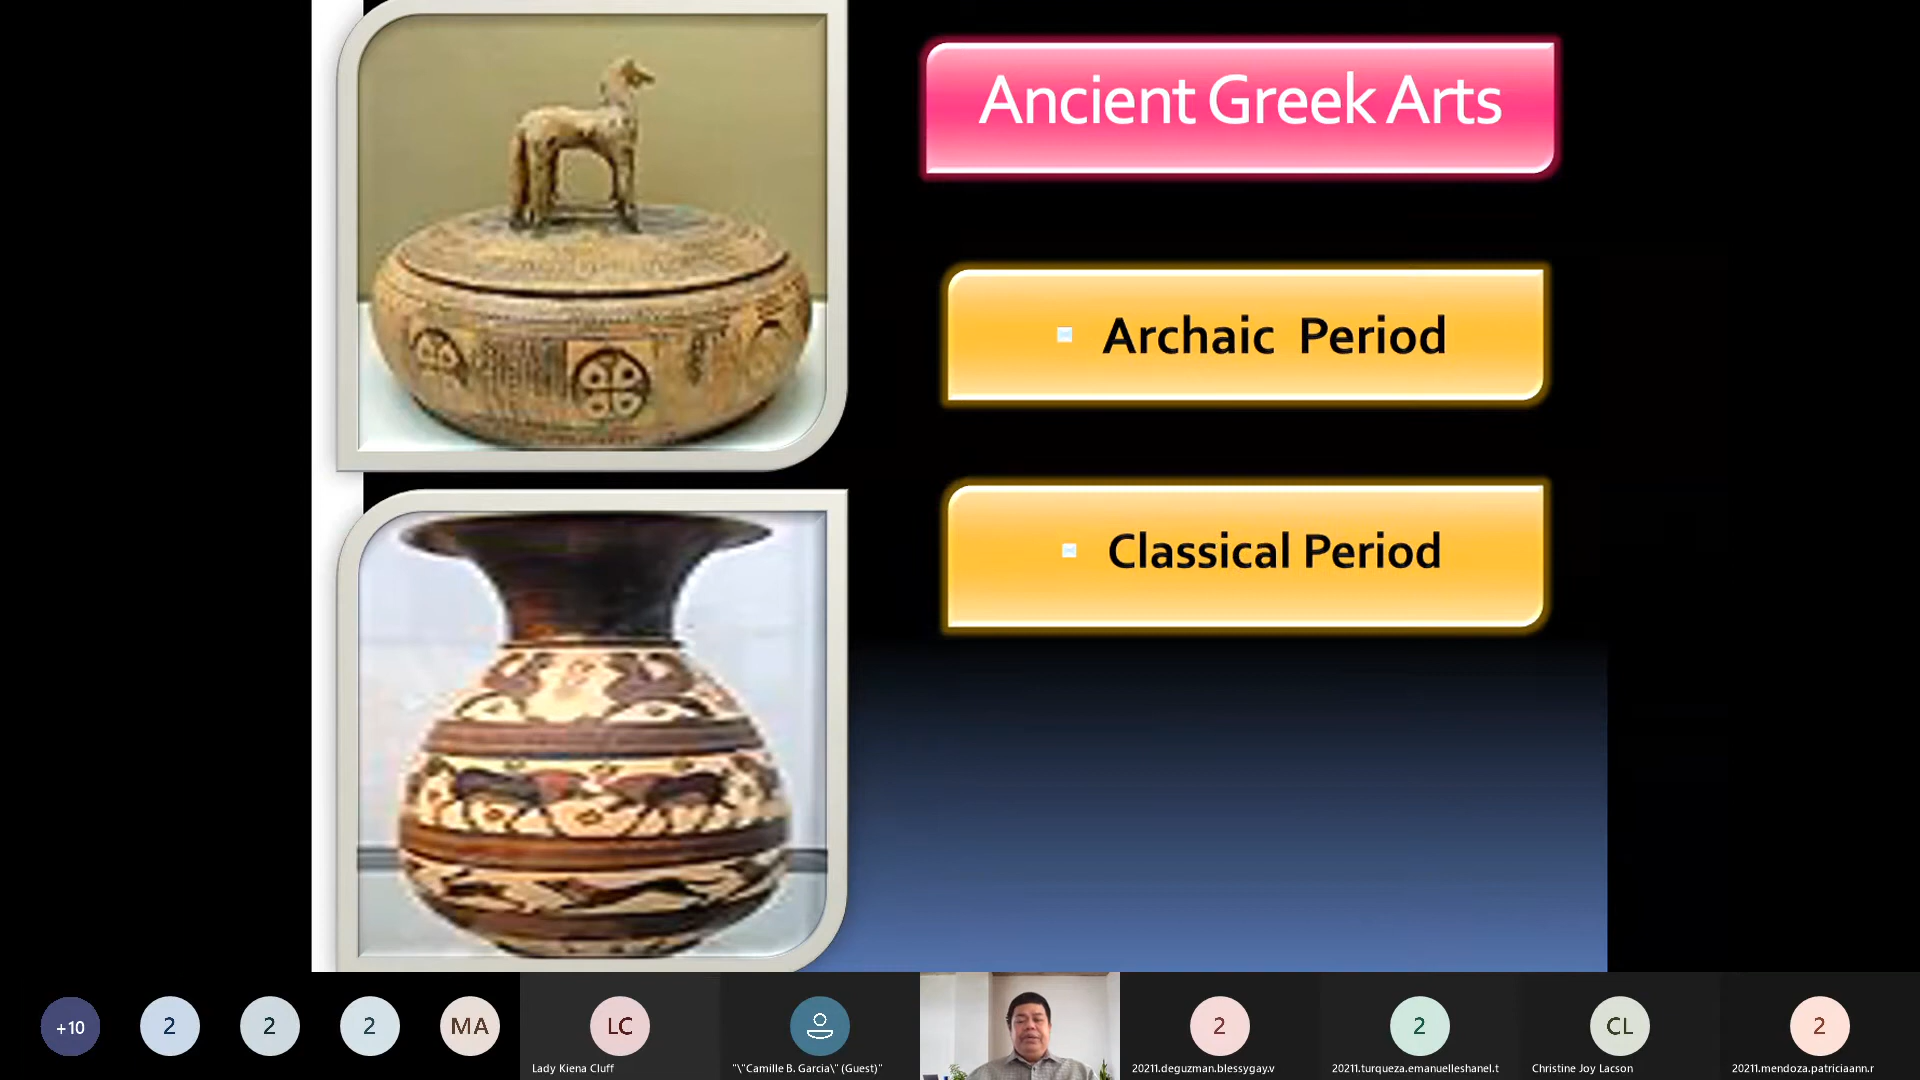 Ancient Greek Arts
Archaic Period
Classical Period
+10
2
2
2
MA
LC
2
2
CL
2
Lady Kiena Cluff
"\"Camille B. Garcia\" (Guest)"
20211.deguzman.blessygay.v
20211.turqueza.emanuelleshanel.t
Christine Joy Lacson
20211.mendoza.patriciaann.r